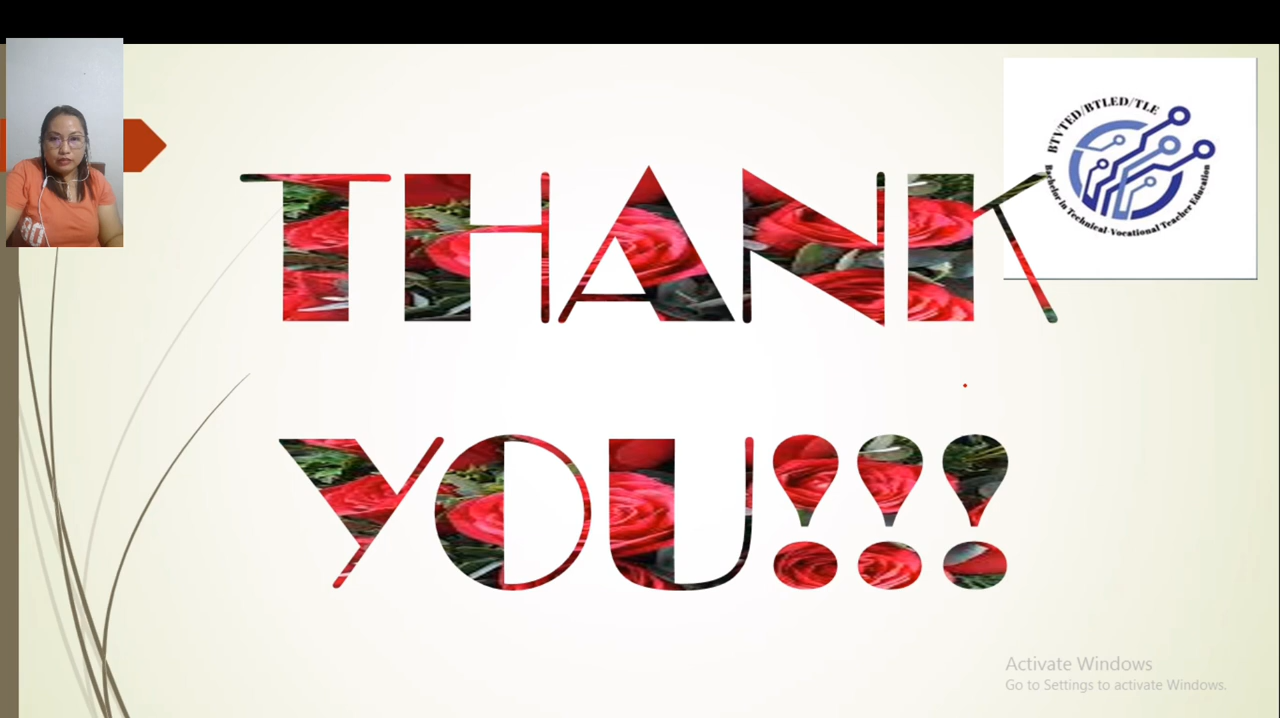 BTVTED/BTLED/TLE
Bachelor in Technical-Vocational Teacher Education
THANK
YOU!!!
Activate Windows
Go to Settings to activate Windows.